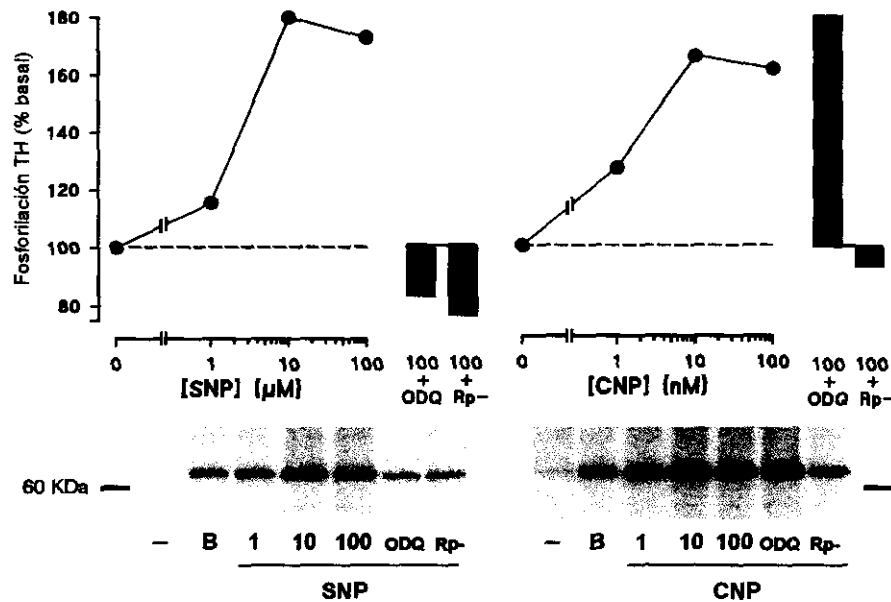 Fosforilación TH (% basal)
180
160
140
120
100
80
0 1 10 100
[SNP] (µM)
100 + ODQ
100 + Rp-
0 1 10 100
[CNP] (nM)
100 + ODQ
100 + Rp-
60 KDa
– B 1 10 100 ODQ Rp-
SNP
– B 1 10 100 ODQ Rp-
CNP